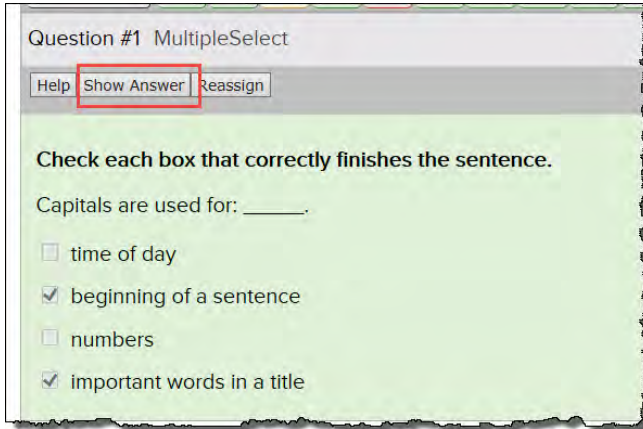 Question #1 MultipleSelect
Help Show Answer Reassign
Check each box that correctly finishes the sentence.
Capitals are used for: ______.
time of day
beginning of a sentence
numbers
important words in a title